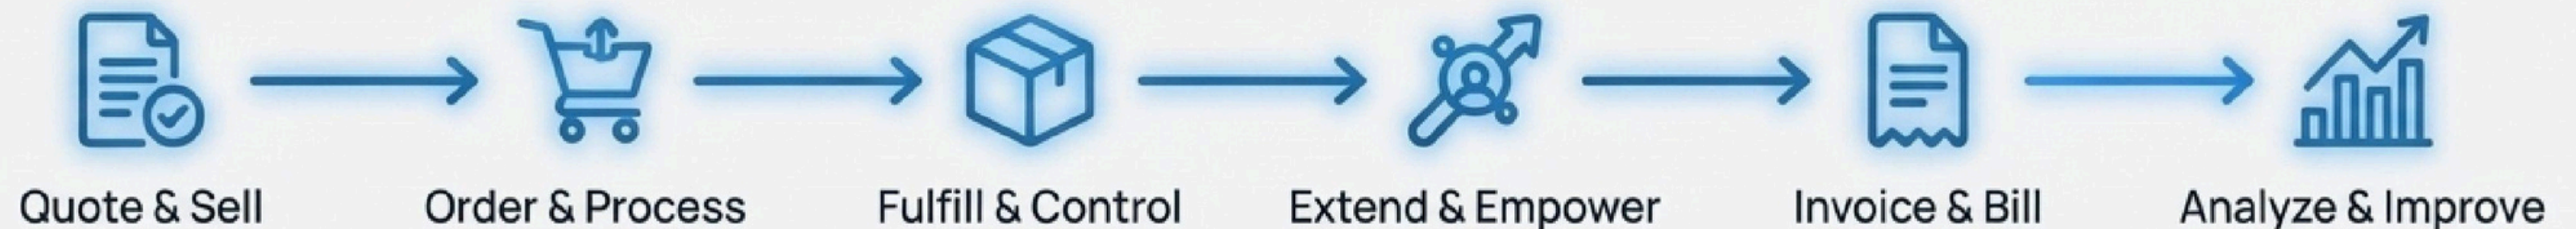 Quote & Sell
Order & Process
Fulfill & Control
Extend & Empower
Invoice & Bill
Analyze & Improve